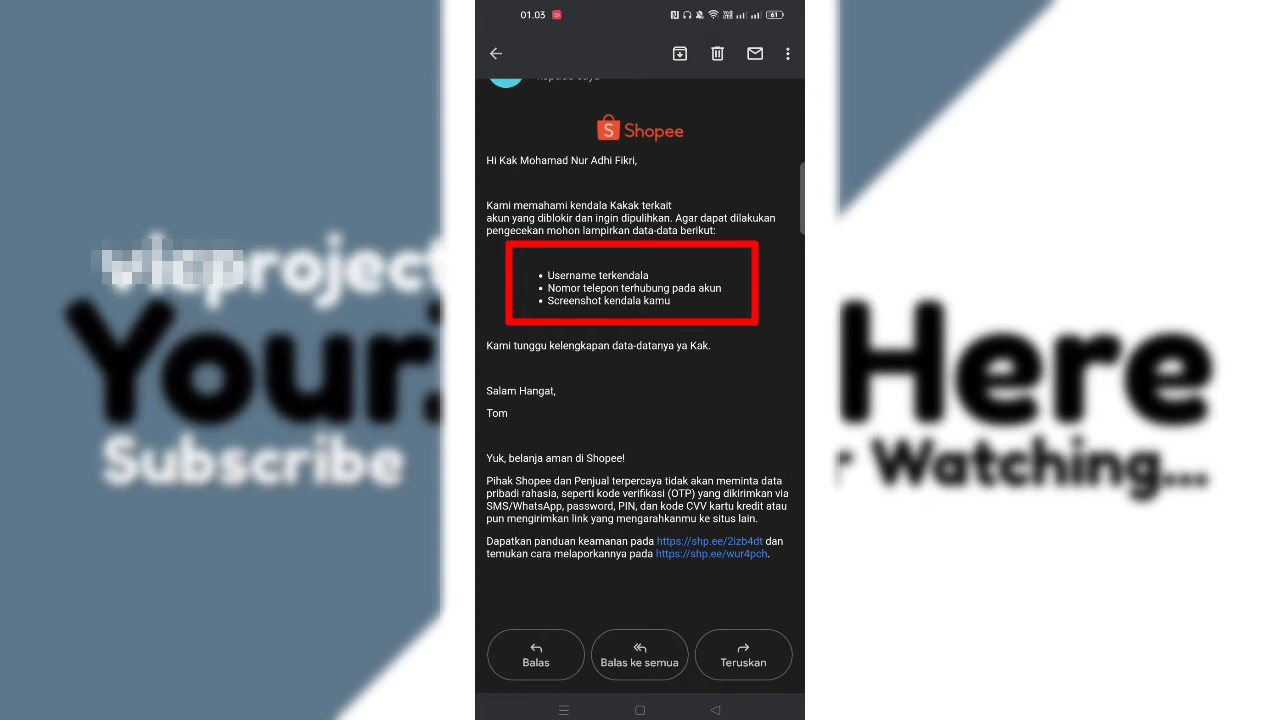 01.03
61
kepada saya
Shopee
Hi Kak Mohamad Nur Adhi Fikri,
Kami memahami kendala Kakak terkait
akun yang diblokir dan ingin dipulihkan. Agar dapat dilakukan
pengecekan mohon lampirkan data-data berikut:
• Username terkendala
• Nomor telepon terhubung pada akun
• Screenshot kendala kamu
Kami tunggu kelengkapan data-datanya ya Kak.
Salam Hangat,
Tom
Yuk, belanja aman di Shopee!
Pihak Shopee dan Penjual terpercaya tidak akan meminta data
pribadi rahasia, seperti kode verifikasi (OTP) yang dikirimkan via
SMS/WhatsApp, password, PIN, dan kode CVV kartu kredit atau
pun mengirimkan link yang mengarahkanmu ke situs lain.
Dapatkan panduan keamanan pada https://shp.ee/2izb4dt dan
temukan cara melaporkannya pada https://shp.ee/wur4pch.
Balas
Balas ke semua
Teruskan
vicproject
Your
Here
Subscribe
r Watching...